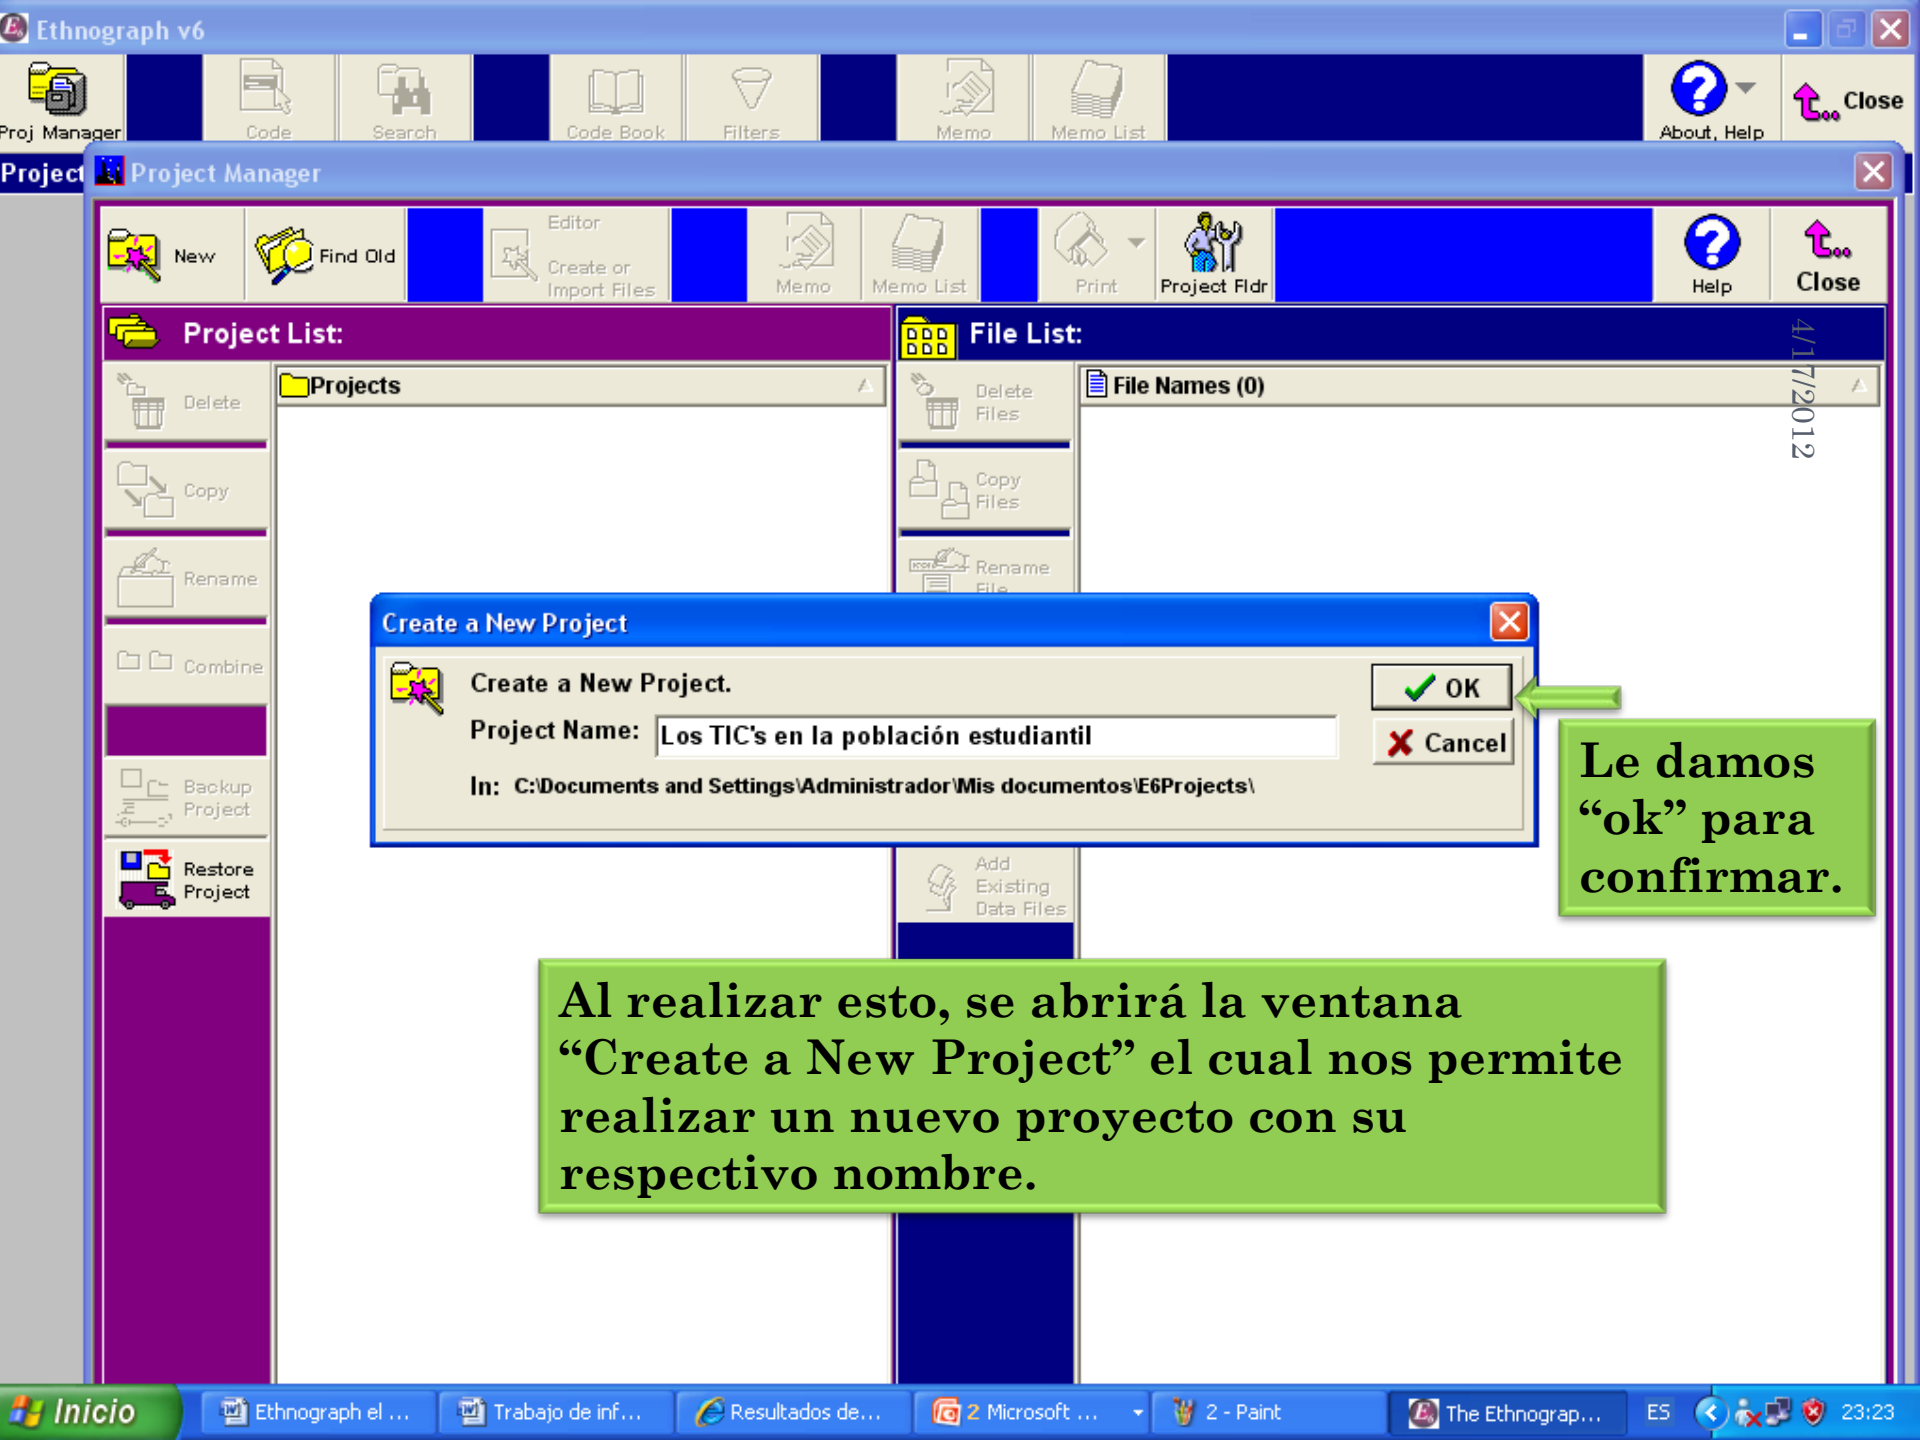 Ethnograph v6
Proj Manager
Code
Search
Code Book
Filters
Memo
Memo List
About, Help
Close
Project
Project Manager
New
Find Old
Editor
Create or
Import Files
Memo
Memo List
Print
Project Fldr
Help
Close
Project List:
File List:
4/17/2012
Delete
Projects
Delete
Files
File Names (0)
Copy
Copy
Files
Rename
Rename
File
Combine
Create a New Project
Create a New Project.
OK
Project Name: Los TIC's en la población estudiantil
Cancel
In: C:\Documents and Settings\Administrador\Mis documentos\E6Projects\
Le damos
“ok” para
confirmar.
Backup
Project
Restore
Project
Add
Existing
Data Files
Al realizar esto, se abrirá la ventana
“Create a New Project” el cual nos permite
realizar un nuevo proyecto con su
respectivo nombre.
Inicio
Ethnograph el ...
Trabajo de inf...
Resultados de...
2 Microsoft ...
2 - Paint
The Ethnograp...
ES
23:23